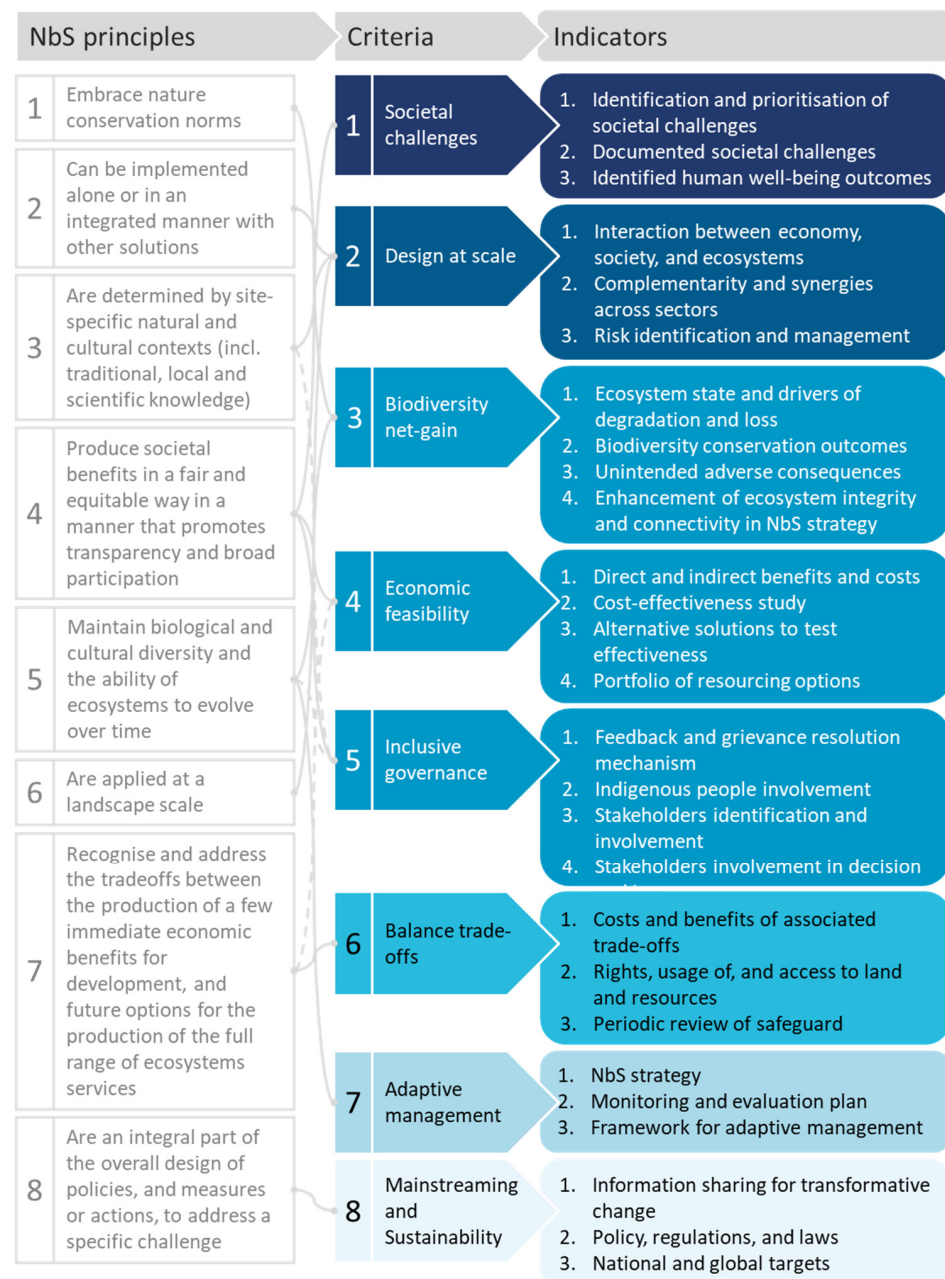 NbS principles
Criteria
Indicators
1
Embrace nature
conservation norms
2
Can be implemented
alone or in an
integrated manner with
other solutions
3
Are determined by site-
specific natural and
cultural contexts (incl.
traditional, local and
scientific knowledge)
4
Produce societal
benefits in a fair and
equitable way in a
manner that promotes
transparency and broad
participation
5
Maintain biological and
cultural diversity and
the ability of
ecosystems to evolve
over time
6
Are applied at a
landscape scale
7
Recognise and address
the tradeoffs between
the production of a few
immediate economic
benefits for
development, and
future options for the
production of the full
range of ecosystems
services
8
Are an integral part of
the overall design of
policies, and measures
or actions, to address a
specific challenge
1
Societal
challenges
1. Identification and prioritisation of
societal challenges
2. Documented societal challenges
3. Identified human well-being outcomes
2
Design at scale
1. Interaction between economy,
society, and ecosystems
2. Complementarity and synergies
across sectors
3. Risk identification and management
3
Biodiversity
net-gain
1. Ecosystem state and drivers of
degradation and loss
2. Biodiversity conservation outcomes
3. Unintended adverse consequences
4. Enhancement of ecosystem integrity
and connectivity in NbS strategy
4
Economic
feasibility
1. Direct and indirect benefits and costs
2. Cost-effectiveness study
3. Alternative solutions to test
effectiveness
4. Portfolio of resourcing options
5
Inclusive
governance
1. Feedback and grievance resolution
mechanism
2. Indigenous people involvement
3. Stakeholders identification and
involvement
4. Stakeholders involvement in decision
6
Balance trade-
offs
1. Costs and benefits of associated
trade-offs
2. Rights, usage of, and access to land
and resources
3. Periodic review of safeguard
7
Adaptive
management
1. NbS strategy
2. Monitoring and evaluation plan
3. Framework for adaptive management
8
Mainstreaming
and
Sustainability
1. Information sharing for transformative
change
2. Policy, regulations, and laws
3. National and global targets